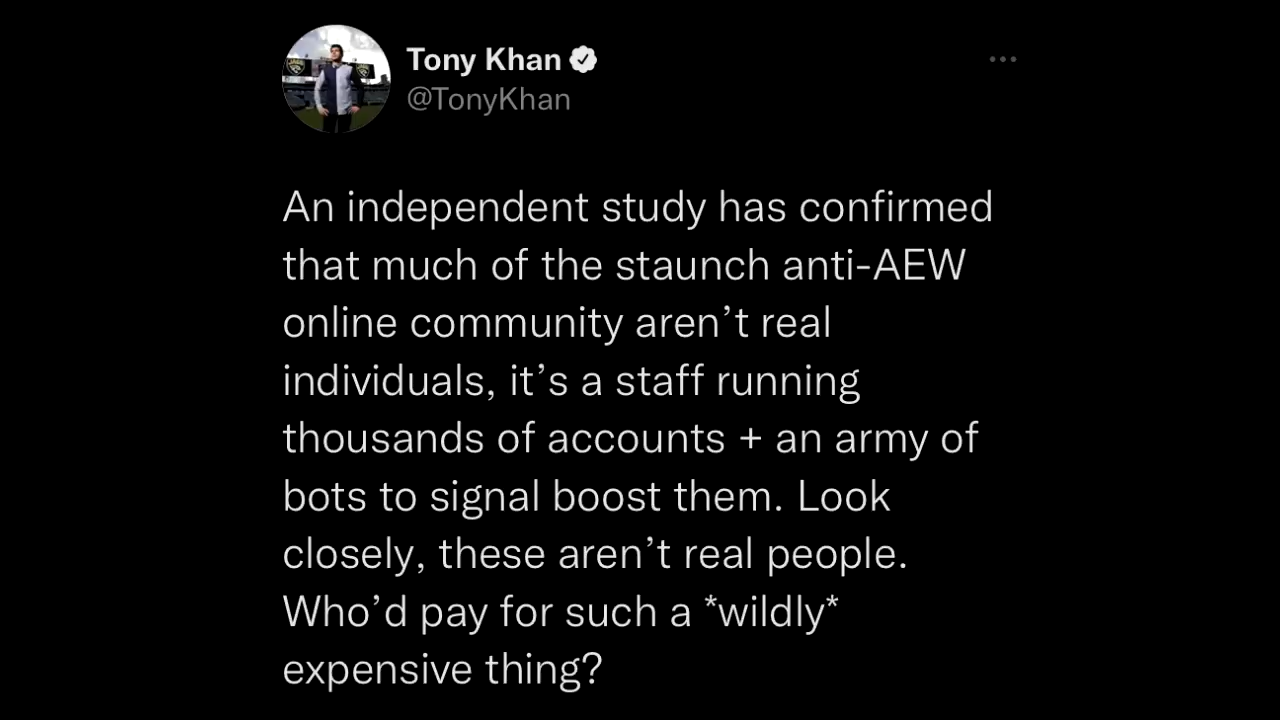 Tony Khan
@TonyKhan
An independent study has confirmed
that much of the staunch anti-AEW
online community aren’t real
individuals, it’s a staff running
thousands of accounts + an army of
bots to signal boost them. Look
closely, these aren’t real people.
Who’d pay for such a *wildly*
expensive thing?